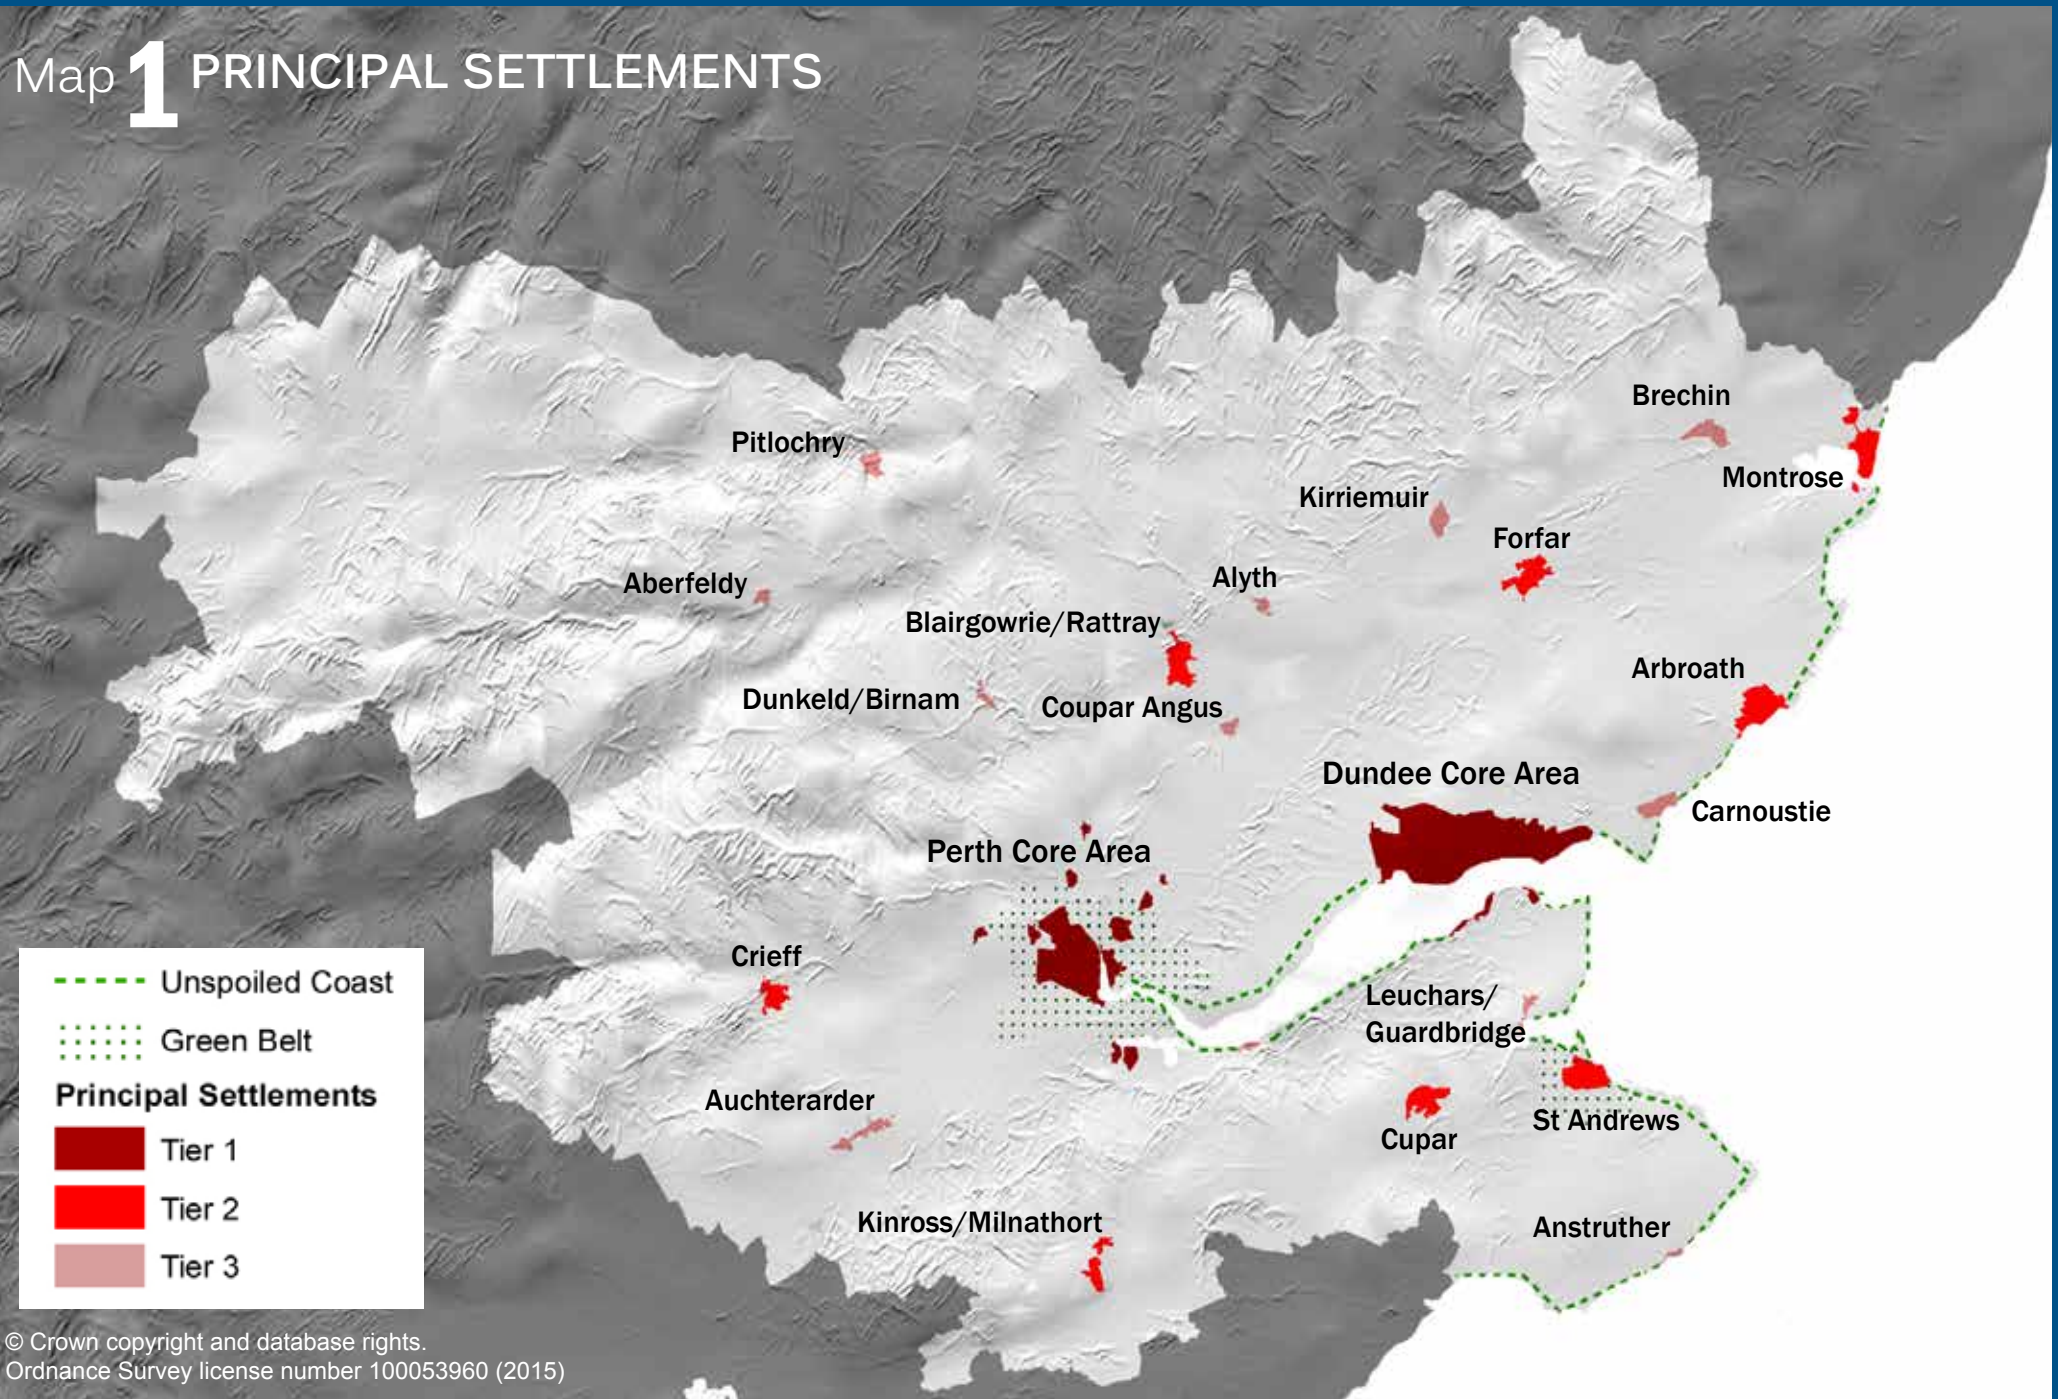 Map 1 PRINCIPAL SETTLEMENTS
Brechin
Pitlochry
Montrose
Kirriemuir
Forfar
Alyth
Aberfeldy
Blairgowrie/Rattray
Arbroath
Dunkeld/Birnam
Coupar Angus
Dundee Core Area
Carnoustie
Perth Core Area
Crieff
Leuchars/
Guardbridge
Auchterarder
St Andrews
Cupar
Kinross/Milnathort
Anstruther
Unspoiled Coast
Green Belt
Principal Settlements
Tier 1
Tier 2
Tier 3
© Crown copyright and database rights.
Ordnance Survey license number 100053960 (2015)